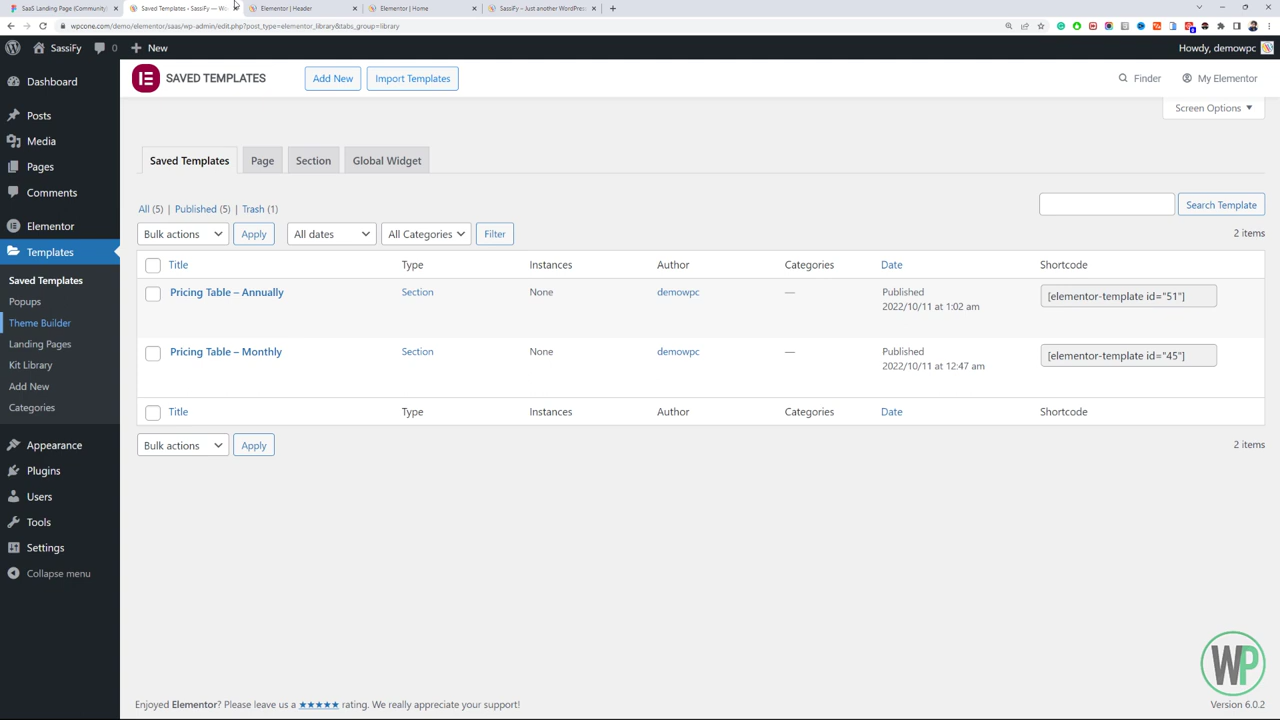 SaaS Landing Page (Community)
Saved Templates - SassiFy — Wo
Elementor | Header
Elementor | Home
SassiFy – Just another WordPress
wpcone.com/demo/elementor/saas/wp-admin/edit.php?post_type=elementor_library&tabs_group=library
SassiFy
0
New
Howdy, demowpc
Dashboard
Posts
Media
Pages
Comments
Elementor
Templates
Saved Templates
Popups
Theme Builder
Landing Pages
Kit Library
Add New
Categories
Appearance
Plugins
Users
Tools
Settings
Collapse menu
SAVED TEMPLATES
Add New
Import Templates
Finder
My Elementor
Screen Options
Saved Templates
Page
Section
Global Widget
All (5) | Published (5) | Trash (1)
Search Template
Bulk actions
Apply
All dates
All Categories
Filter
2 items
Title Type Instances Author Categories Date Shortcode
Pricing Table – Annually Section None demowpc — Published [elementor-template id="51"]
2022/10/11 at 1:02 am
Pricing Table – Monthly Section None demowpc — Published [elementor-template id="45"]
2022/10/11 at 12:47 am
Title Type Instances Author Categories Date Shortcode
Bulk actions
Apply
2 items
WP
Enjoyed Elementor? Please leave us a ★★★★★ rating. We really appreciate your support!
Version 6.0.2